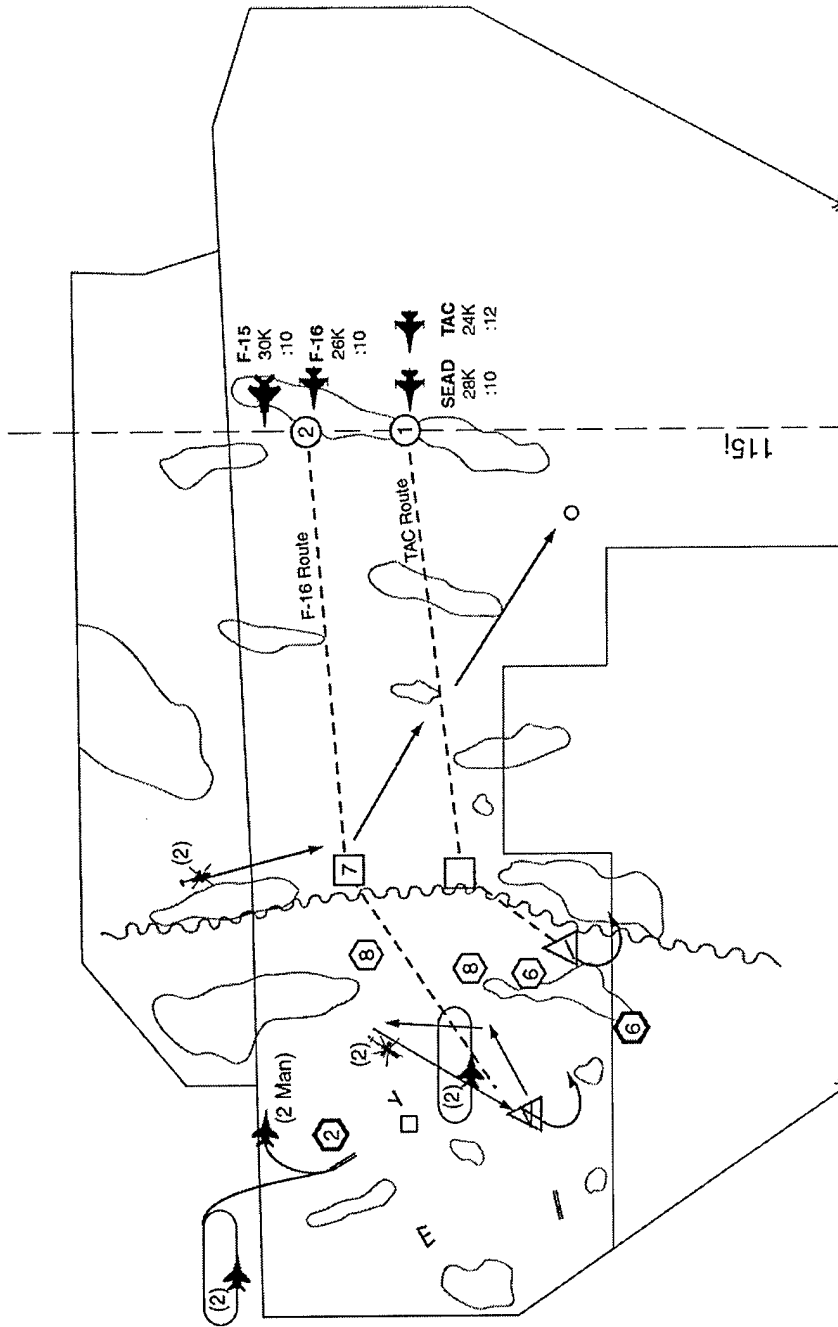 F-15
30K
:10
F-16
26K
:10
SEAD
28K
:10
TAC
24K
:12
2
1
115¡
F-16 Route
TAC Route
(2)
7
8
8
6
6
(2)
(2)
(2 Man)
2
(2)
E